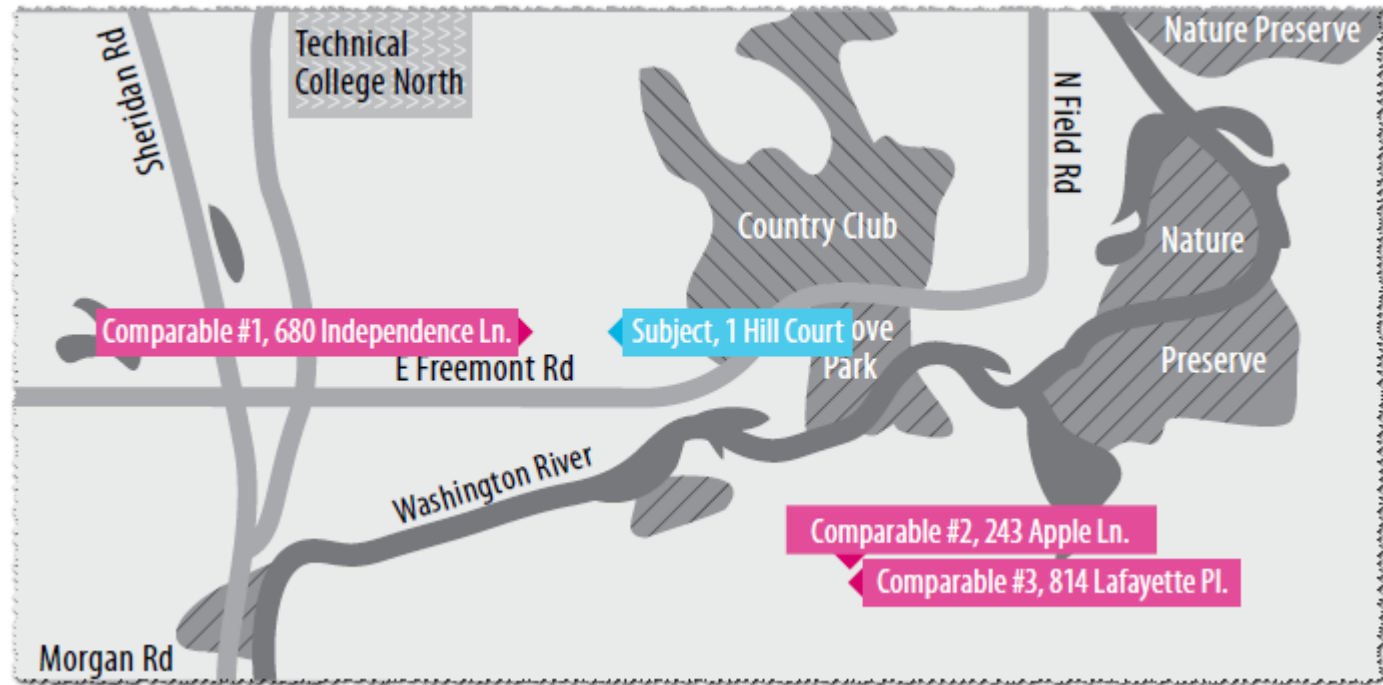 Sheridan Rd
Technical
College North
Nature Preserve
N Field Rd
Country Club
Nature
Comparable #1, 680 Independence Ln.
Subject, 1 Hill Court
ove
Park
Preserve
E Freemont Rd
Washington River
Comparable #2, 243 Apple Ln.
Comparable #3, 814 Lafayette Pl.
Morgan Rd